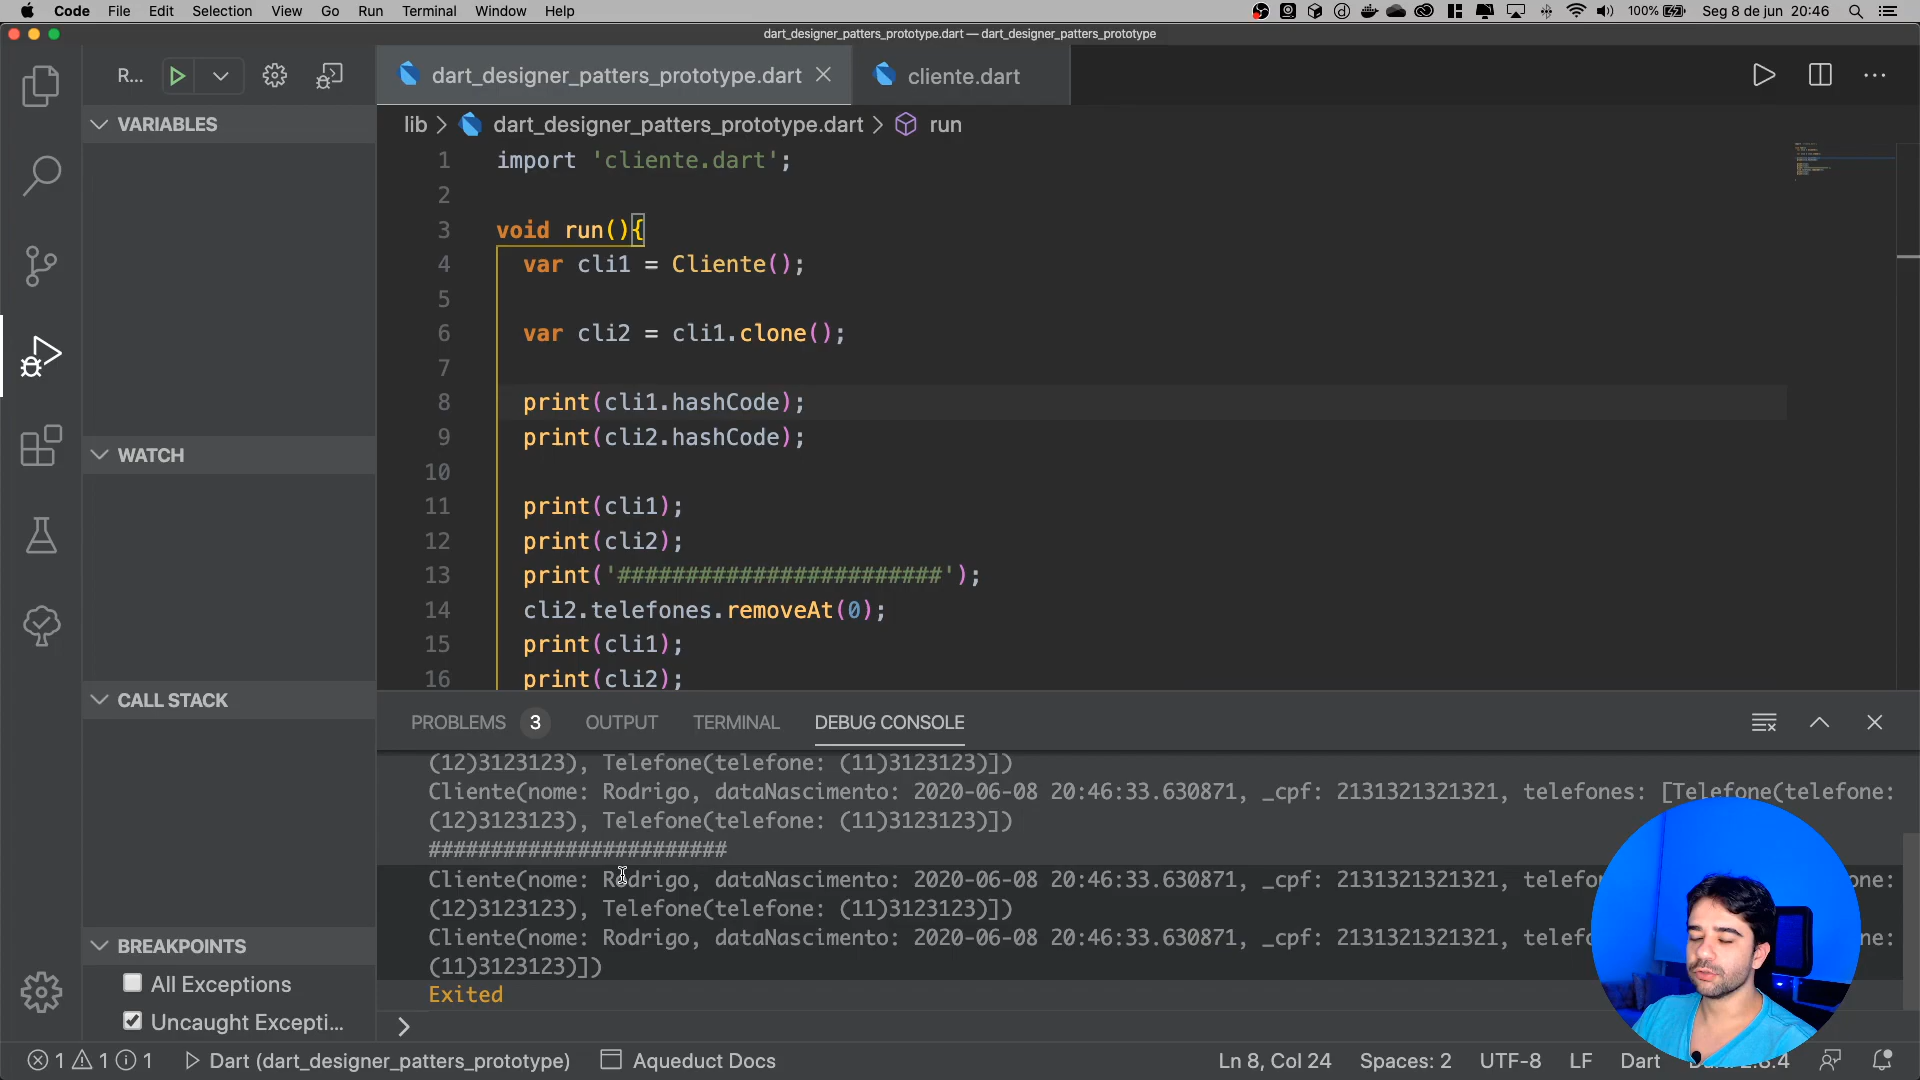 Code File Edit Selection View Go Run Terminal Window Help 100% Seg 8 de jun 20:46
dart_designer_patters_prototype.dart — dart_designer_patters_prototype
R... dart_designer_patters_prototype.dart cliente.dart
VARIABLES
lib > dart_designer_patters_prototype.dart > run
1 import 'cliente.dart';
2
3 void run(){
4 var cli1 = Cliente();
5
6 var cli2 = cli1.clone();
7
8 print(cli1.hashCode);
9 print(cli2.hashCode);
10
11 print(cli1);
12 print(cli2);
13 print('########################');
14 cli2.telefones.removeAt(0);
15 print(cli1);
16 print(cli2);
WATCH
CALL STACK
BREAKPOINTS
All Exceptions
Uncaught Excepti...
PROBLEMS 3 OUTPUT TERMINAL DEBUG CONSOLE
(12)3123123), Telefone(telefone: (11)3123123)])
Cliente(nome: Rodrigo, dataNascimento: 2020-06-08 20:46:33.630871, _cpf: 2131321321321, telefones: [Telefone(telefone:
(12)3123123), Telefone(telefone: (11)3123123)])
########################
Cliente(nome: Rodrigo, dataNascimento: 2020-06-08 20:46:33.630871, _cpf: 2131321321321,
(12)3123123), Telefone(telefone: (11)3123123)])
Cliente(nome: Rodrigo, dataNascimento: 2020-06-08 20:46:33.630871, _cpf: 2131321321321,
(11)3123123)])
Exited
>
1 1 1 Dart (dart_designer_patters_prototype) Aqueduct Docs Ln 8, Col 24 Spaces: 2 UTF-8 LF Dart